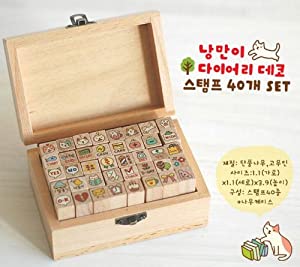 낭만이
다이어리 데코
스탬프 40개 SET
재질: 단풍나무, 고무인
사이즈:1.1(가로)
x1.1(세로)x3.9(높이)
구성: 스탬프40종
+나무케이스